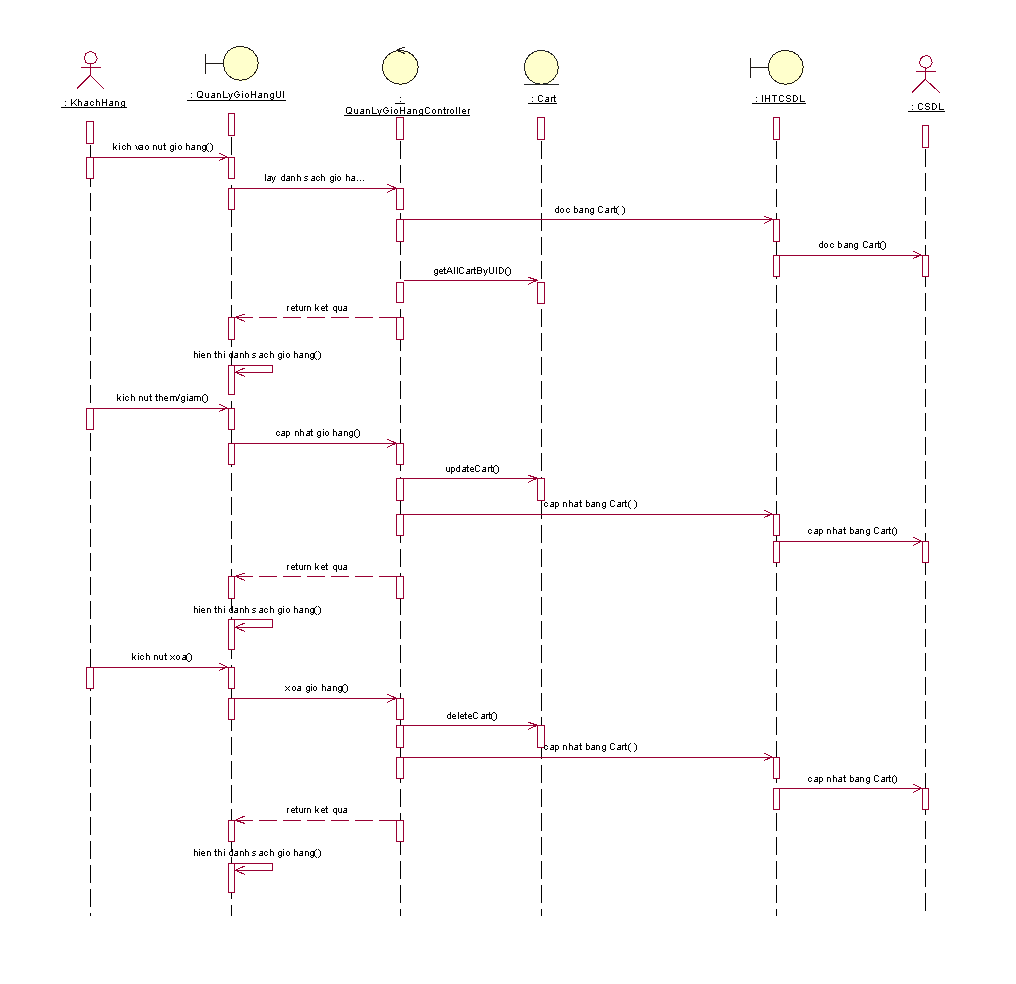 : KhachHang
: QuanLyGioHangUI
:
QuanLyGioHangController
: Cart
: IHTCSDL
: CSDL
kich vao nut gio hang()
lay danh sach gio ha...
doc bang Cart( )
doc bang Cart()
getAllCartByUID()
return ket qua
hien thi danh sach gio hang()
kich nut them/giam()
cap nhat gio hang()
updateCart()
cap nhat bang Cart( )
cap nhat bang Cart()
return ket qua
hien thi danh sach gio hang()
kich nut xoa()
xoa gio hang()
deleteCart()
cap nhat bang Cart( )
cap nhat bang Cart()
return ket qua
hien thi danh sach gio hang()